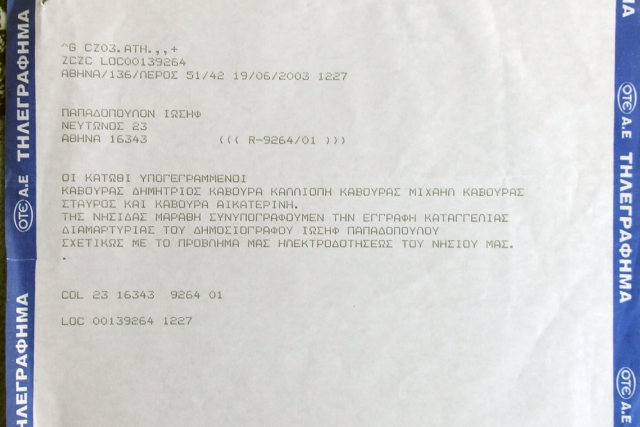 ^G CZ03.ATH.,,+
ZCZC LOC00139264
ΑΘΗΝΑ/136/ΛΕΡΟΣ 51/42 19/06/2003 1227
ΠΑΠΑΔΟΠΟΥΛΟΝ ΙΩΣΗΦ
ΝΕΥΤΩΝΟΣ 23
ΑΘΗΝΑ 16343 ((( R-9264/01 )))
ΟΙ ΚΑΤΩΘΙ ΥΠΟΓΕΓΡΑΜΜΕΝΟΙ
ΚΑΒΟΥΡΑΣ ΔΗΜΗΤΡΙΟΣ ΚΑΒΟΥΡΑ ΚΑΛΛΙΟΠΗ ΚΑΒΟΥΡΑΣ ΜΙΧΑΗΛ ΚΑΒΟΥΡΑΣ
ΣΤΑΥΡΟΣ ΚΑΙ ΚΑΒΟΥΡΑ ΑΙΚΑΤΕΡΙΝΗ.
ΤΗΣ ΝΗΣΙΔΑΣ ΜΑΡΑΘΗ ΣΥΝΥΠΟΓΡΑΦΟΥΜΕΝ ΤΗΝ ΕΓΓΡΑΦΗ ΚΑΤΑΓΓΕΛΙΑΣ
ΔΙΑΜΑΡΤΥΡΙΑΣ ΤΟΥ ΔΗΜΟΣΙΟΓΡΑΦΟΥ ΙΩΣΗΦ ΠΑΠΑΔΟΠΟΥΛΟΥ
ΣΧΕΤΙΚΩΣ ΜΕ ΤΟ ΠΡΟΒΛΗΜΑ ΜΑΣ ΗΛΕΚΤΡΟΔΟΤΗΣΕΩΣ ΤΟΥ ΝΗΣΙΟΥ ΜΑΣ.
.
COL 23 16343 9264 01
LOC 00139264 1227
ΟΤΕ Α.Ε ΤΗΛΕΓΡΑΦΗΜΑ
ΤΗΛΕΓΡΑΦΗΜΑ
ΜΑ
ΟΤΕ Α.Ε
ΤΗΛΕΓΡΑΦΗΜΑ
ΟΤΕ Α.Ε